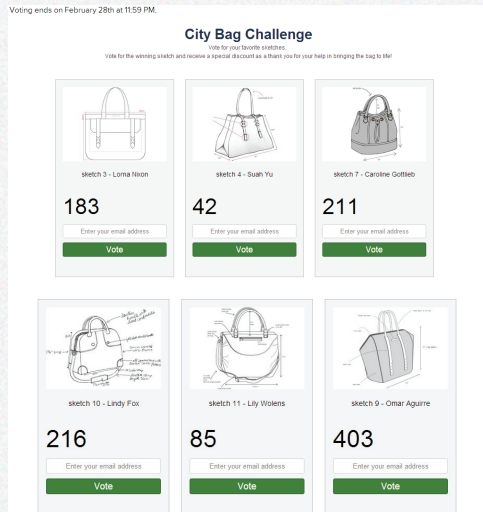 Voting ends on February 28th at 11:59 PM.
City Bag Challenge
Vote for your favorite sketches.
Vote for the winning sketch and receive a special discount as a thank you for your help in bringing the bag to life!
sketch 3 - Lorna Nixon
sketch 4 - Suah Yu
sketch 7 - Caroline Gottlieb
183
42
211
Enter your email address
Enter your email address
Enter your email address
Vote
Vote
Vote
sketch 10 - Lindy Fox
sketch 11 - Lily Wolens
sketch 9 - Omar Aguirre
216
85
403
Enter your email address
Enter your email address
Enter your email address
Vote
Vote
Vote